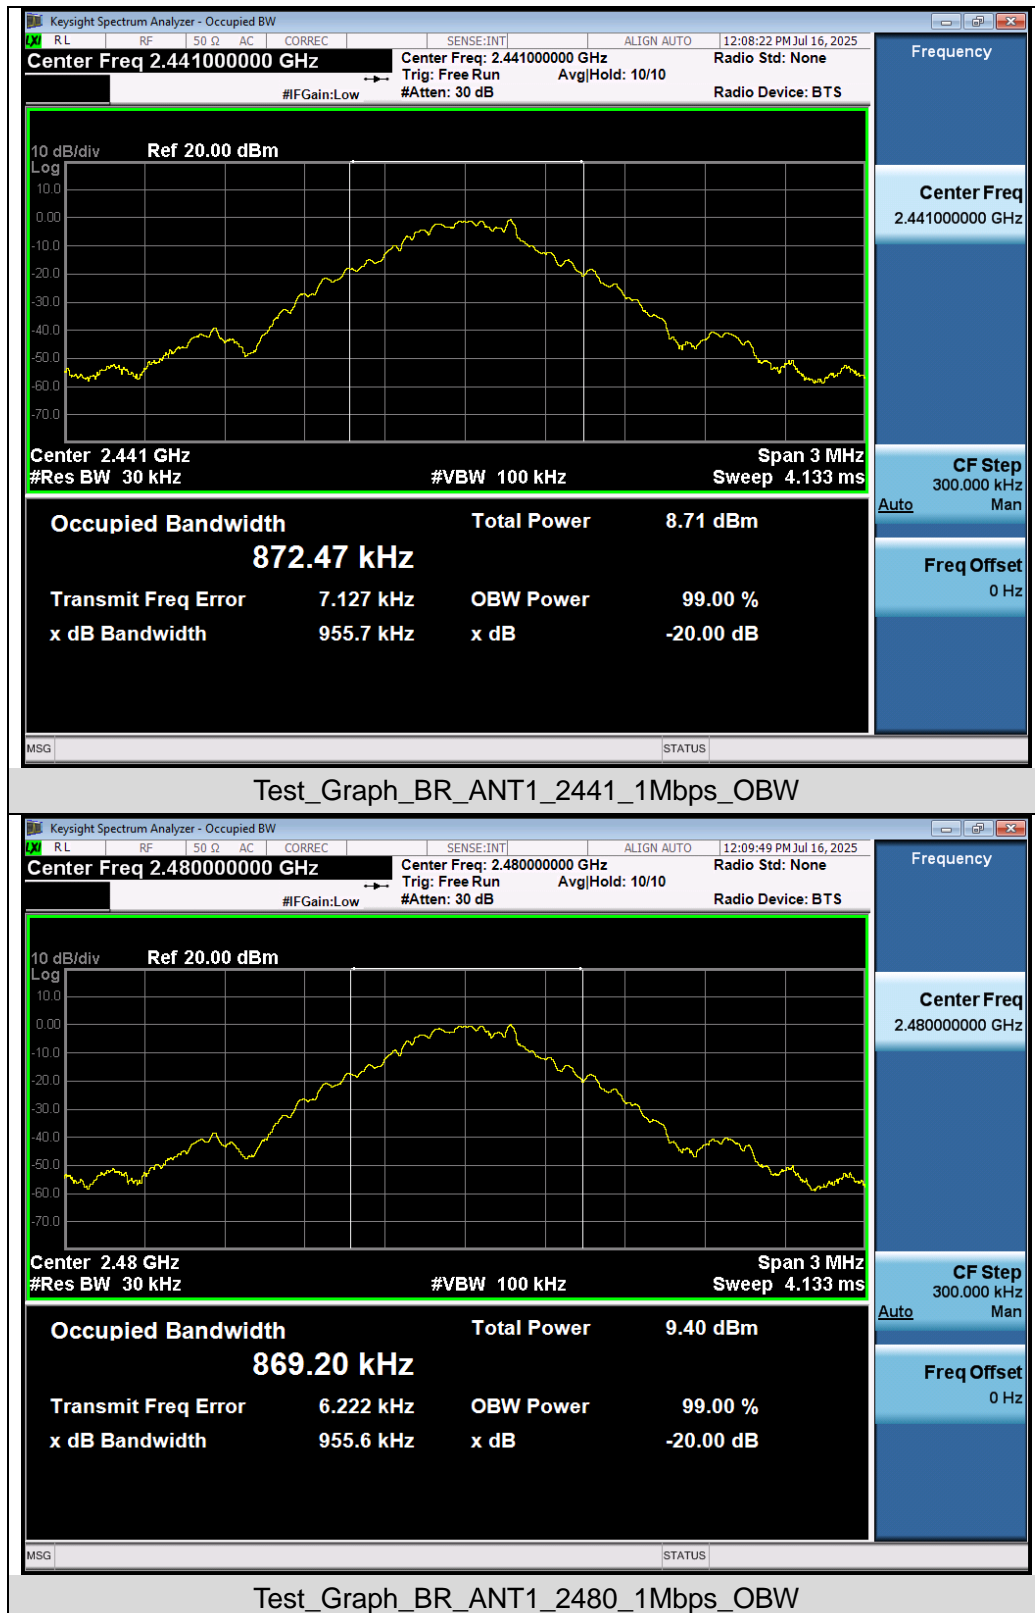 Keysight Spectrum Analyzer - Occupied BW
LXI RL RF 50 Ω AC CORREC SENSE:INT ALIGN AUTO 12:08:22 PM Jul 16, 2025
Center Freq 2.441000000 GHz Center Freq: 2.441000000 GHz Radio Std: None
Trig: Free Run Avg|Hold: 10/10
#IFGain:Low #Atten: 30 dB Radio Device: BTS
Frequency
10 dB/div Ref 20.00 dBm
Log
10.0
0.00
-10.0
-20.0
-30.0
-40.0
-50.0
-60.0
-70.0
Center Freq
2.441000000 GHz
Center 2.441 GHz Span 3 MHz
#Res BW 30 kHz #VBW 100 kHz Sweep 4.133 ms
CF Step
300.000 kHz
Auto Man
Occupied Bandwidth Total Power 8.71 dBm
872.47 kHz
Transmit Freq Error 7.127 kHz OBW Power 99.00 %
x dB Bandwidth 955.7 kHz x dB -20.00 dB
Freq Offset
0 Hz
MSG STATUS
Test_Graph_BR_ANT1_2441_1Mbps_OBW
Keysight Spectrum Analyzer - Occupied BW
LXI RL RF 50 Ω AC CORREC SENSE:INT ALIGN AUTO 12:09:49 PM Jul 16, 2025
Center Freq 2.480000000 GHz Center Freq: 2.480000000 GHz Radio Std: None
Trig: Free Run Avg|Hold: 10/10
#IFGain:Low #Atten: 30 dB Radio Device: BTS
Frequency
10 dB/div Ref 20.00 dBm
Log
10.0
0.00
-10.0
-20.0
-30.0
-40.0
-50.0
-60.0
-70.0
Center Freq
2.480000000 GHz
Center 2.48 GHz Span 3 MHz
#Res BW 30 kHz #VBW 100 kHz Sweep 4.133 ms
CF Step
300.000 kHz
Auto Man
Occupied Bandwidth Total Power 9.40 dBm
869.20 kHz
Transmit Freq Error 6.222 kHz OBW Power 99.00 %
x dB Bandwidth 955.6 kHz x dB -20.00 dB
Freq Offset
0 Hz
MSG STATUS
Test_Graph_BR_ANT1_2480_1Mbps_OBW